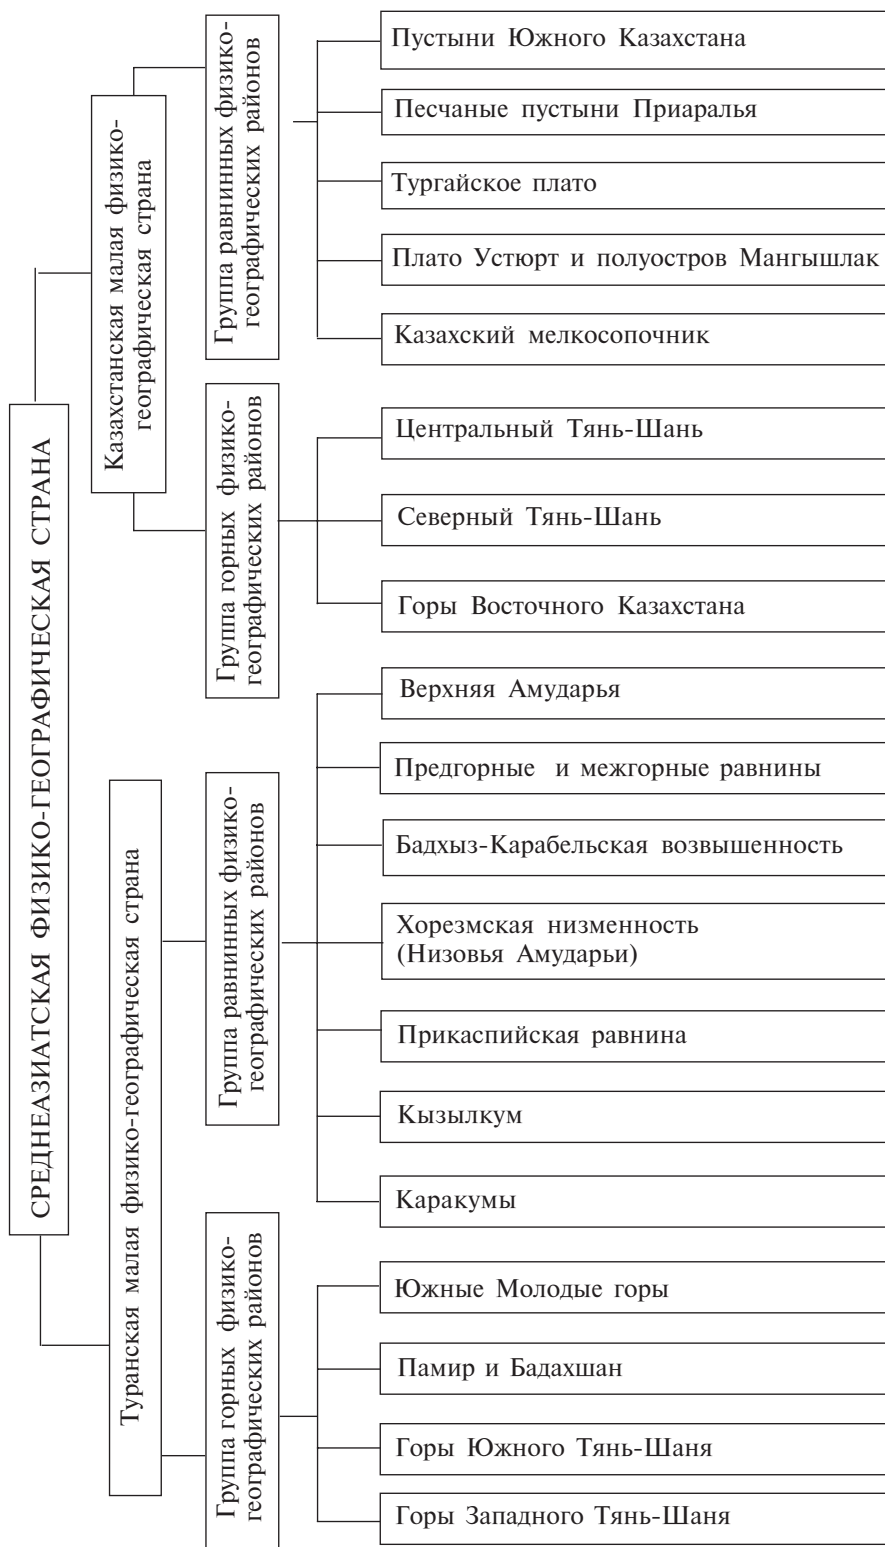 СРЕДНЕАЗИАТСКАЯ ФИЗИКО-ГЕОГРАФИЧЕСКАЯ СТРАНА
Казахстанская малая физико-
географическая страна
Группа равнинных физико-
географических районов
Пустыни Южного Казахстана
Песчаные пустыни Приаралья
Тургайское плато
Плато Устюрт и полуостров Мангышлак
Казахский мелкосопочник
Группа горных физико-
географических районов
Центральный Тянь-Шань
Северный Тянь-Шань
Горы Восточного Казахстана
Туранская малая физико-географическая страна
Группа равнинных физико-
географических районов
Верхняя Амударья
Предгорные и межгорные равнины
Бадхыз-Карабельская возвышенность
Хорезмская низменность
(Низовья Амударьи)
Прикаспийская равнина
Кызылкум
Каракумы
Группа горных физико-
географических районов
Южные Молодые горы
Памир и Бадахшан
Горы Южного Тянь-Шаня
Горы Западного Тянь-Шаня